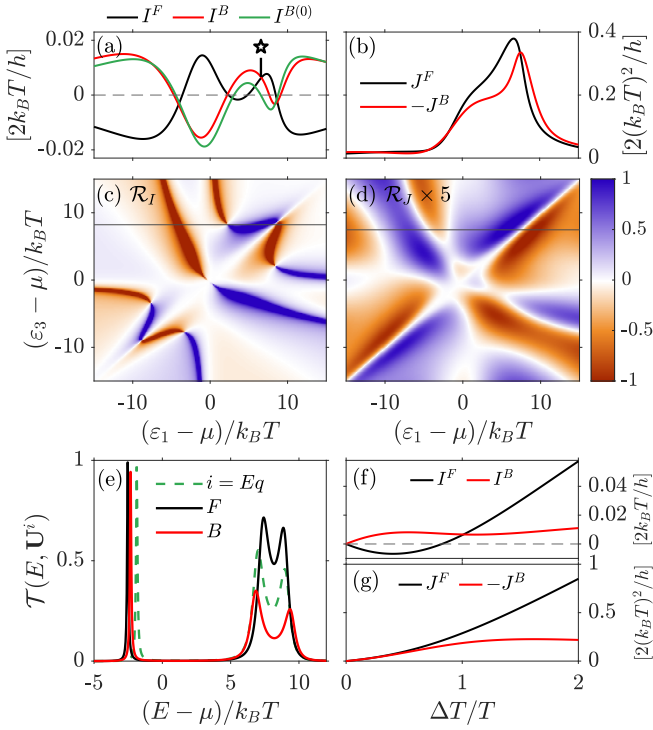 I^F I^B I^{B(0)}
(a) (b)
[2k_BT/h]
0.02
0
-0.02
J^F
-J^B
0.4
0.2
0
[2(k_BT)^2/h]
(c) R_I (d) R_J × 5
(ε_3 − μ)/k_BT
10
0
-10
1
0.5
0
-0.5
-1
-10 0 10 -10 0 10
(ε_1 − μ)/k_BT (ε_1 − μ)/k_BT
(e) i = Eq
F
B
T(E, U^i)
1
0.5
0
-5 0 5 10
(E − μ)/k_BT
(f) I^F I^B
0.04
0.02
0
[2k_BT/h]
(g) J^F -J^B
1
0.5
0
[2(k_BT)^2/h]
0 1 2
ΔT/T